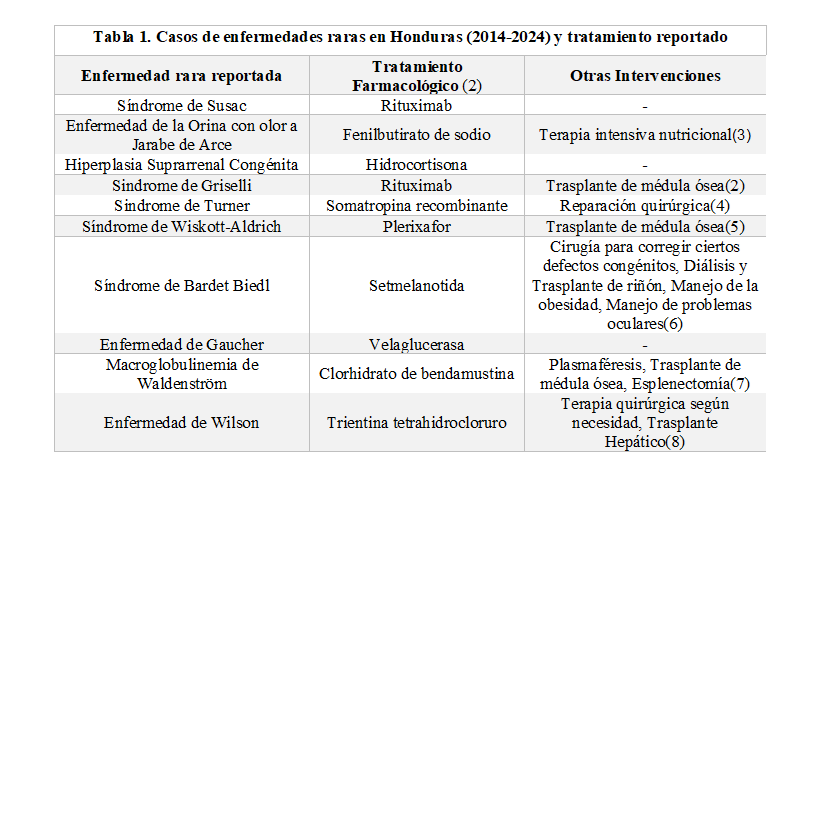 Tabla 1. Casos de enfermedades raras en Honduras (2014-2024) y tratamiento reportado
Enfermedad rara reportada
Tratamiento
Farmacológico (2)
Otras Intervenciones
Síndrome de Susac
Rituximab
-
Enfermedad de la Orina con olor a
Jarabe de Arce
Fenilbutirato de sodio
Terapia intensiva nutricional(3)
Hiperplasia Suprarrenal Congénita
Hidrocortisona
-
Sindrome de Griselli
Rituximab
Trasplante de médula ósea(2)
Sindrome de Turner
Somatropina recombinante
Reparación quirúrgica(4)
Síndrome de Wiskott-Aldrich
Plerixafor
Trasplante de médula ósea(5)
Síndrome de Bardet Biedl
Setmelanotida
Cirugía para corregir ciertos
defectos congénitos, Diálisis y
Trasplante de riñón, Manejo de la
obesidad, Manejo de problemas
oculares(6)
Enfermedad de Gaucher
Velaglucerasa
-
Macroglobulinemia de
Waldenström
Clorhidrato de bendamustina
Plasmaféresis, Trasplante de
médula ósea, Esplenectomía(7)
Enfermedad de Wilson
Trientina tetrahidrocloruro
Terapia quirúrgica según
necesidad, Trasplante
Hepático(8)